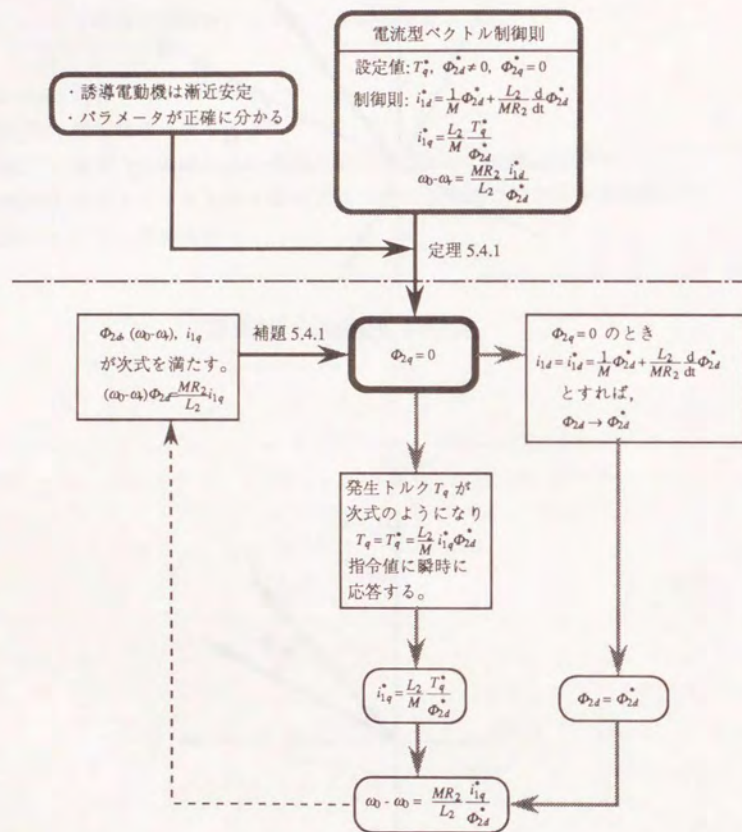 電流型ベクトル制御則
設定値: T*q, Φ*2d ≠ 0, Φ*2q = 0
制御則: i*1d = 1/M Φ*2d + L2/MR2 d/dt Φ*2d
i*1q = L2/M T*q/Φ*2d
ω0-ωr = MR2/L2 i*1d/Φ*2d
・誘導電動機は漸近安定
・パラメータが正確に分かる
定理 5.4.1
Φ2d, (ω0-ωr), i1q
が次式を満たす。
(ω0-ωr)Φ2d = MR2/L2 i1q
補題 5.4.1
Φ2q = 0
Φ2q = 0 のとき
i1d = i*1d = 1/M Φ*2d + L2/MR2 d/dt Φ*2d
とすれば,
Φ2d → Φ*2d
発生トルク Tq が
次式のようになり
Tq = T*q = L2/M i*1q Φ*2d
指令値に瞬時に
応答する。
i*1q = L2/M T*q/Φ*2d
Φ2d = Φ*2d
ω0 - ω0 = MR2/L2 i*1q/Φ*2d